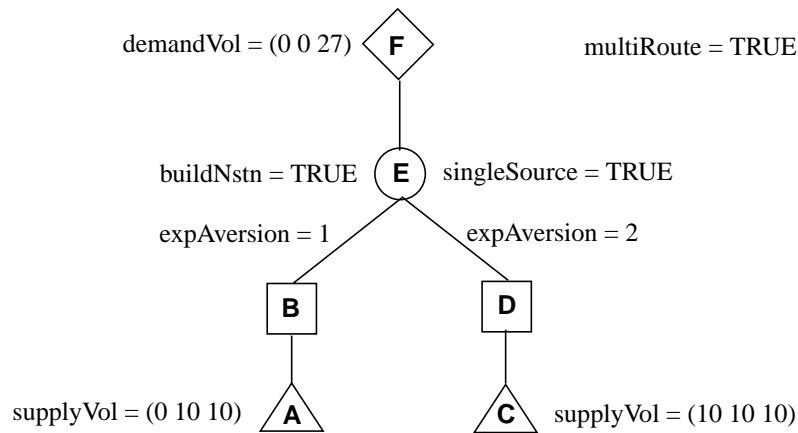 demandVol = (0 0 27) F multiRoute = TRUE
buildNstn = TRUE E singleSource = TRUE
expAversion = 1 expAversion = 2
B D
supplyVol = (0 10 10) A C supplyVol = (10 10 10)